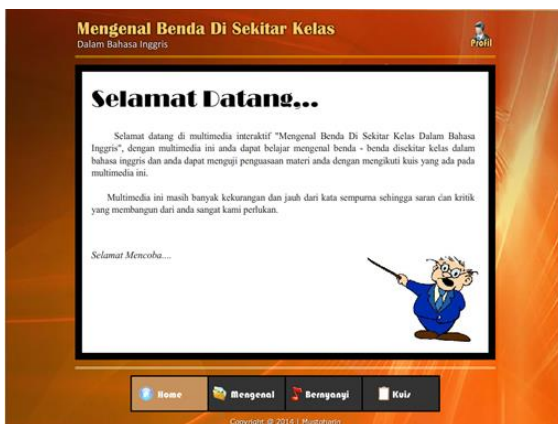 Mengenal Benda Di Sekitar Kelas
Dalam Bahasa Inggris
Profil
Selamat Datang...
Selamat datang di multimedia interaktif "Mengenal Benda Di Sekitar Kelas Dalam Bahasa
Inggris", dengan multimedia ini anda dapat belajar mengenal benda - benda disekitar kelas dalam
bahasa inggris dan anda dapat menguji penguasaan materi anda dengan mengikuti kuis yang ada pada
multimedia ini.
Multimedia ini masih banyak kekurangan dan jauh dari kata sempurna sehingga saran dan kritik
yang membangun dari anda sangat kami perlukan.
Selamat Mencoba....
Home
Mengenal
Bernyanyi
Kuis
Copyright @ 2014 | Mustoharin